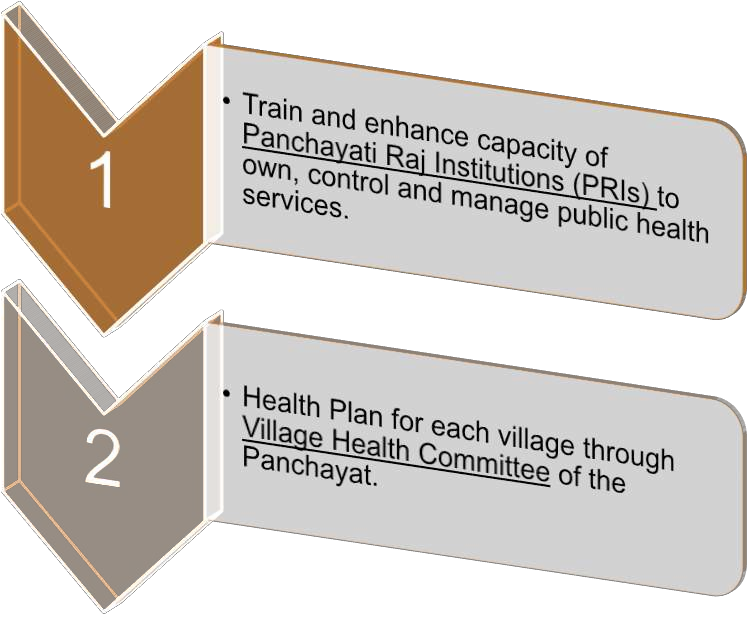 1
• Train and enhance capacity of
Panchayati Raj Institutions (PRIs) to
own, control and manage public health
services.
2
• Health Plan for each village through
Village Health Committee of the
Panchayat.